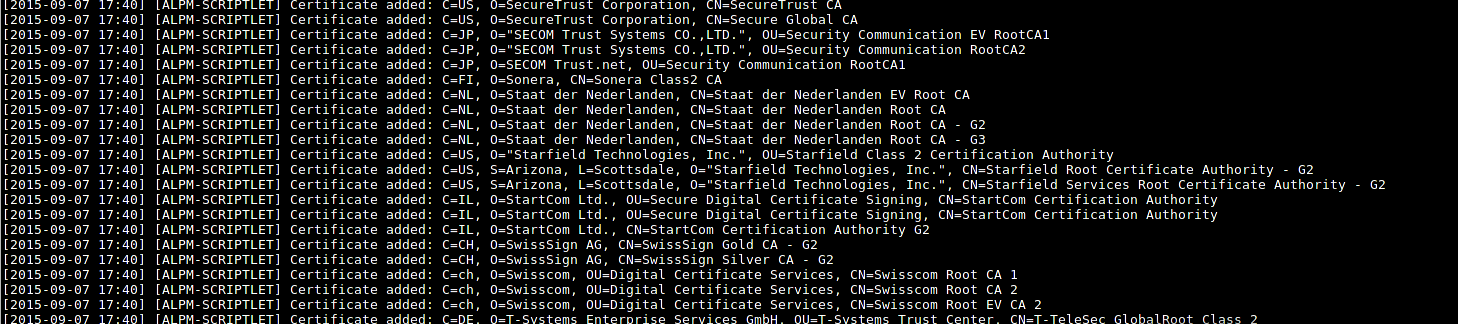 [2015-09-07 17:40] [ALPM-SCRIPTLET] Certificate added: C=US, O=SecureTrust Corporation, CN=SecureTrust CA
[2015-09-07 17:40] [ALPM-SCRIPTLET] Certificate added: C=US, O=SecureTrust Corporation, CN=Secure Global CA
[2015-09-07 17:40] [ALPM-SCRIPTLET] Certificate added: C=JP, O="SECOM Trust Systems CO.,LTD.", OU=Security Communication EV RootCA1
[2015-09-07 17:40] [ALPM-SCRIPTLET] Certificate added: C=JP, O="SECOM Trust Systems CO.,LTD.", OU=Security Communication RootCA2
[2015-09-07 17:40] [ALPM-SCRIPTLET] Certificate added: C=JP, O=SECOM Trust.net, OU=Security Communication RootCA1
[2015-09-07 17:40] [ALPM-SCRIPTLET] Certificate added: C=FI, O=Sonera, CN=Sonera Class2 CA
[2015-09-07 17:40] [ALPM-SCRIPTLET] Certificate added: C=NL, O=Staat der Nederlanden, CN=Staat der Nederlanden EV Root CA
[2015-09-07 17:40] [ALPM-SCRIPTLET] Certificate added: C=NL, O=Staat der Nederlanden, CN=Staat der Nederlanden Root CA
[2015-09-07 17:40] [ALPM-SCRIPTLET] Certificate added: C=NL, O=Staat der Nederlanden, CN=Staat der Nederlanden Root CA - G2
[2015-09-07 17:40] [ALPM-SCRIPTLET] Certificate added: C=NL, O=Staat der Nederlanden, CN=Staat der Nederlanden Root CA - G3
[2015-09-07 17:40] [ALPM-SCRIPTLET] Certificate added: C=US, O="Starfield Technologies, Inc.", OU=Starfield Class 2 Certification Authority
[2015-09-07 17:40] [ALPM-SCRIPTLET] Certificate added: C=US, S=Arizona, L=Scottsdale, O="Starfield Technologies, Inc.", CN=Starfield Root Certificate Authority - G2
[2015-09-07 17:40] [ALPM-SCRIPTLET] Certificate added: C=US, S=Arizona, L=Scottsdale, O="Starfield Technologies, Inc.", CN=Starfield Services Root Certificate Authority - G2
[2015-09-07 17:40] [ALPM-SCRIPTLET] Certificate added: C=IL, O=StartCom Ltd., OU=Secure Digital Certificate Signing, CN=StartCom Certification Authority
[2015-09-07 17:40] [ALPM-SCRIPTLET] Certificate added: C=IL, O=StartCom Ltd., OU=Secure Digital Certificate Signing, CN=StartCom Certification Authority
[2015-09-07 17:40] [ALPM-SCRIPTLET] Certificate added: C=IL, O=StartCom Ltd., CN=StartCom Certification Authority G2
[2015-09-07 17:40] [ALPM-SCRIPTLET] Certificate added: C=CH, O=SwissSign AG, CN=SwissSign Gold CA - G2
[2015-09-07 17:40] [ALPM-SCRIPTLET] Certificate added: C=CH, O=SwissSign AG, CN=SwissSign Silver CA - G2
[2015-09-07 17:40] [ALPM-SCRIPTLET] Certificate added: C=ch, O=Swisscom, OU=Digital Certificate Services, CN=Swisscom Root CA 1
[2015-09-07 17:40] [ALPM-SCRIPTLET] Certificate added: C=ch, O=Swisscom, OU=Digital Certificate Services, CN=Swisscom Root CA 2
[2015-09-07 17:40] [ALPM-SCRIPTLET] Certificate added: C=ch, O=Swisscom, OU=Digital Certificate Services, CN=Swisscom Root EV CA 2
[2015-09-07 17:40] [ALPM-SCRIPTLET] Certificate added: C=DE, O=T-Systems Enterprise Services GmbH, OU=T-Systems Trust Center, CN=T-TeleSec GlobalRoot Class 2